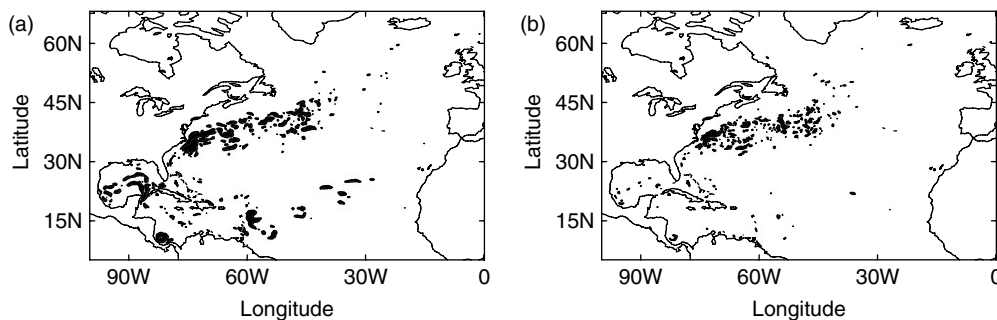 (a)
60N
45N
30N
15N
Latitude
90W 60W 30W 0
Longitude
(b)
60N
45N
30N
15N
Latitude
90W 60W 30W 0
Longitude